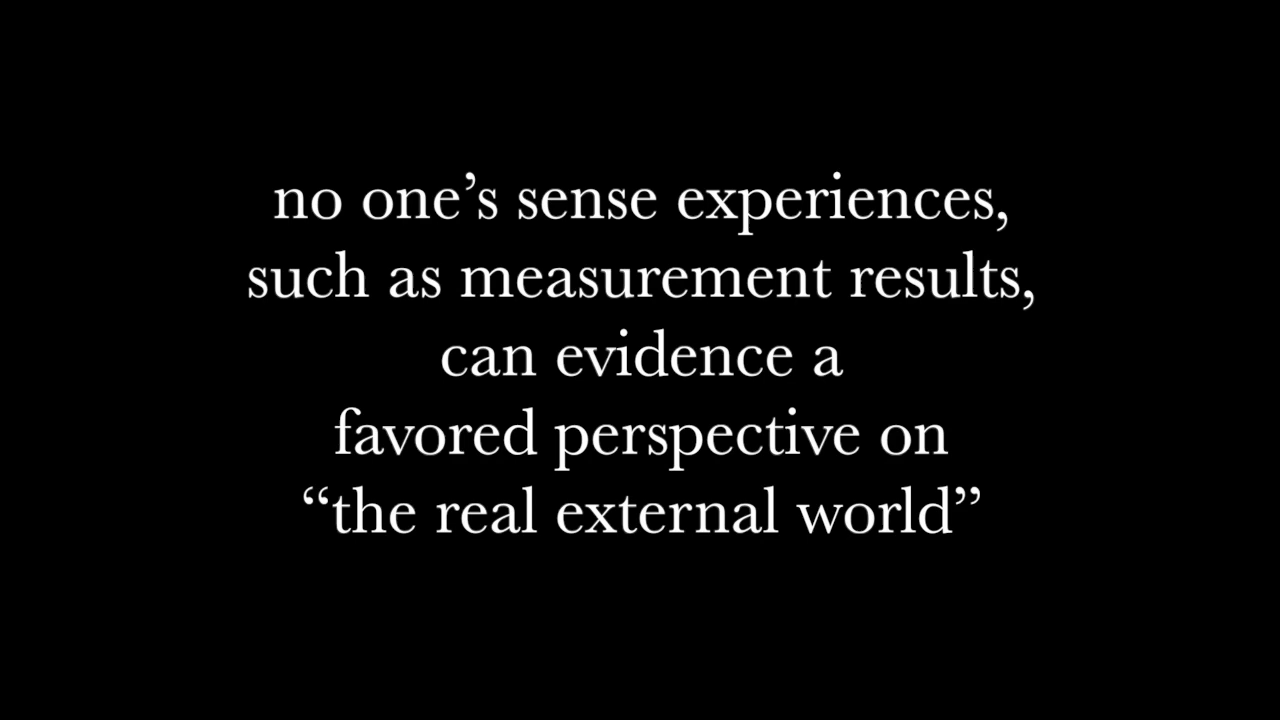 no one’s sense experiences,
such as measurement results,
can evidence a
favored perspective on
“the real external world”